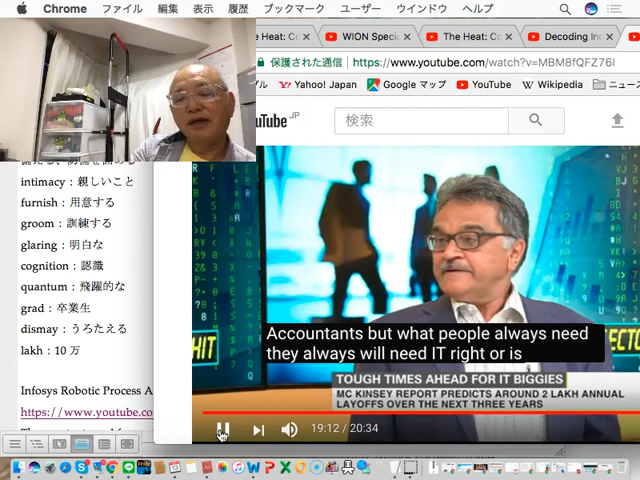 Chrome ファイル 編集 表示 履歴 ブックマーク ユーザー ウインドウ ヘルプ
e Heat: Co
WION Specia
The Heat: Co
Decoding Ind
保護された通信 https://www.youtube.com/watch?v=MBM8fQFZ76I
Yahoo! Japan Google マップ YouTube Wikipedia ニュー
ouTube JP
検索
intimacy：親しいこと
furnish：用意する
groom：訓練する
glaring：明白な
cognition：認識
quantum：飛躍的な
grad：卒業生
dismay：うろたえる
lakh：10 万
Infosys Robotic Process A
https://www.youtube.co
HIT
ECTO
Accountants but what people always need
they always will need IT right or is
TOUGH TIMES AHEAD FOR IT BIGGIES
MC KINSEY REPORT PREDICTS AROUND 2 LAKH ANNUAL
LAYOFFS OVER THE NEXT THREE YEARS
19:12 / 20:34